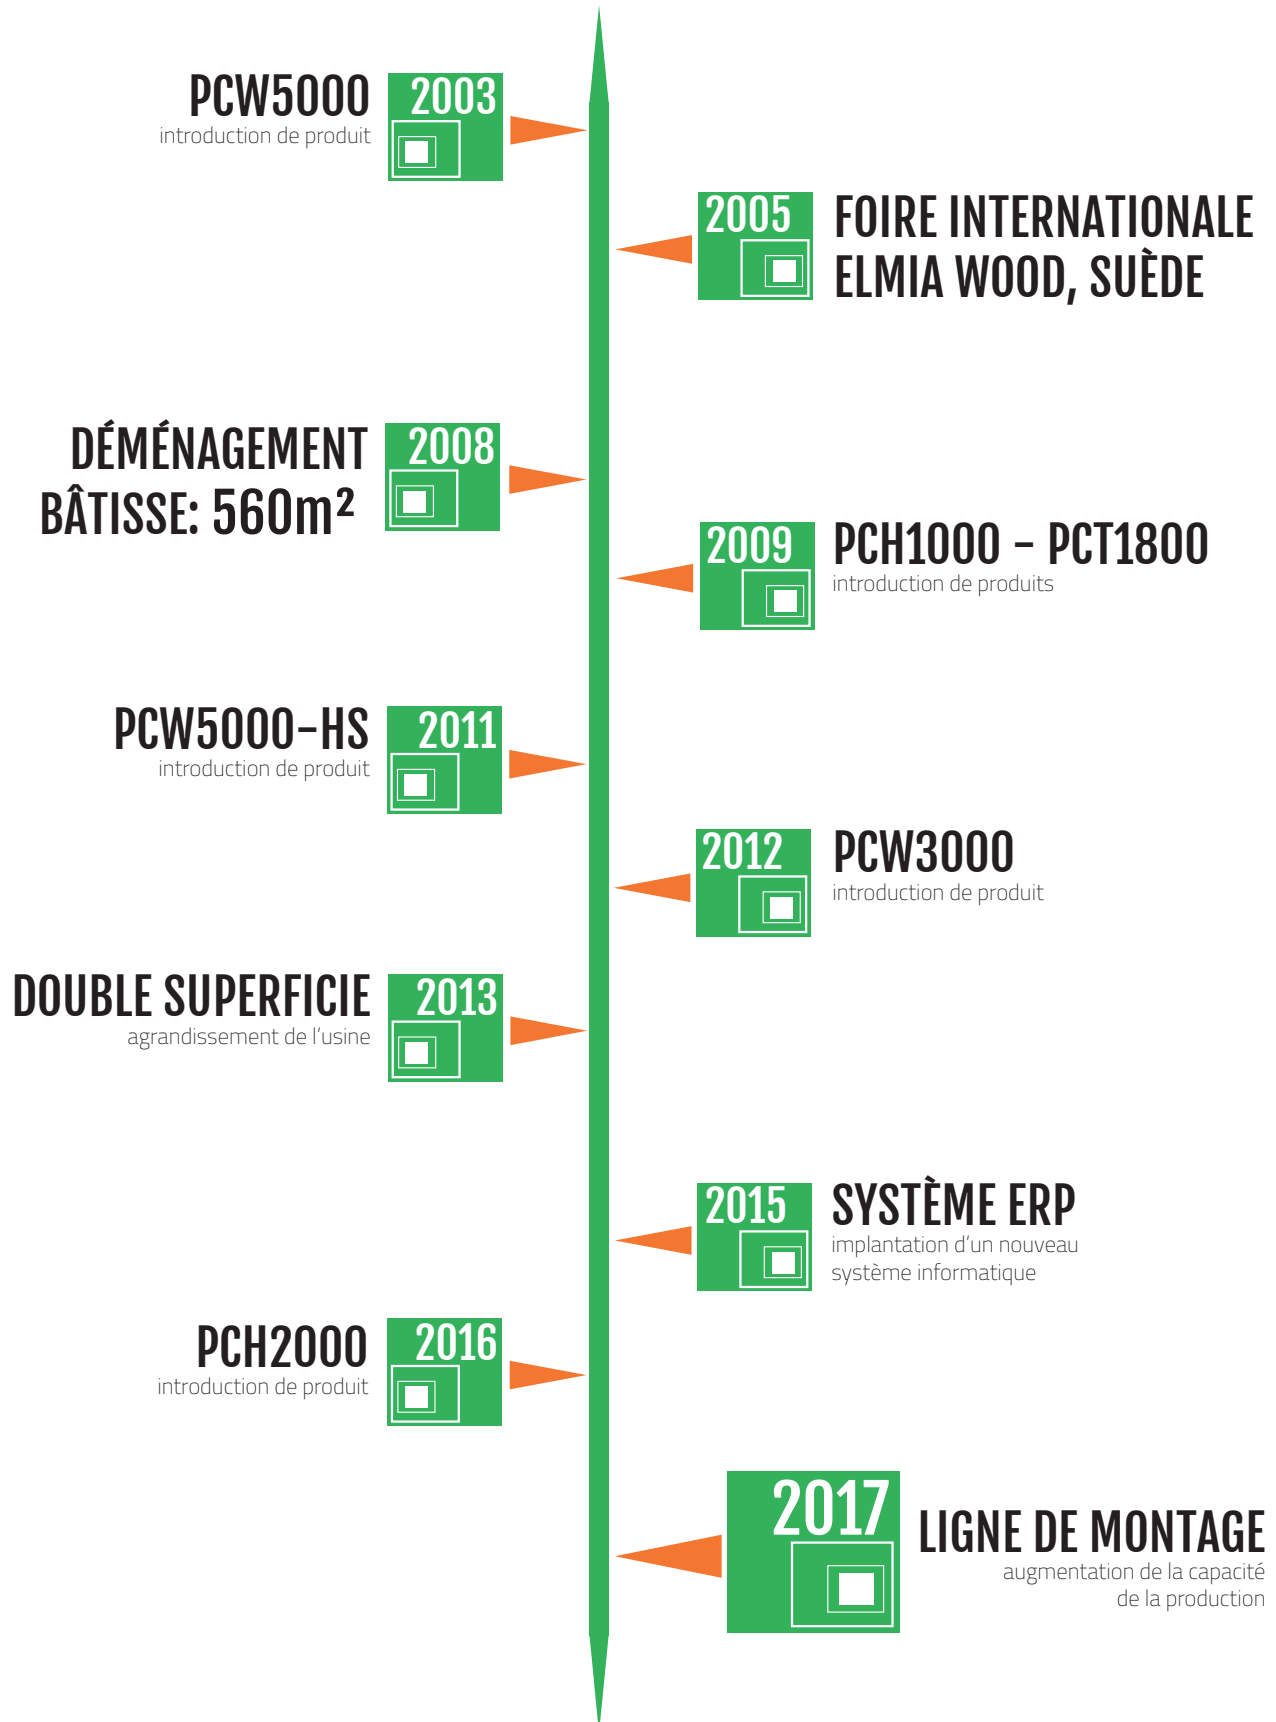 PCW5000
introduction de produit
2003
2005
FOIRE INTERNATIONALE
ELMIA WOOD, SUÈDE
DÉMÉNAGEMENT
BÂTISSE: 560m²
2008
2009
PCH1000 - PCT1800
introduction de produits
PCW5000-HS
introduction de produit
2011
2012
PCW3000
introduction de produit
DOUBLE SUPERFICIE
agrandissement de l'usine
2013
2015
SYSTÈME ERP
implantation d'un nouveau
système informatique
PCH2000
introduction de produit
2016
2017
LIGNE DE MONTAGE
augmentation de la capacité
de la production